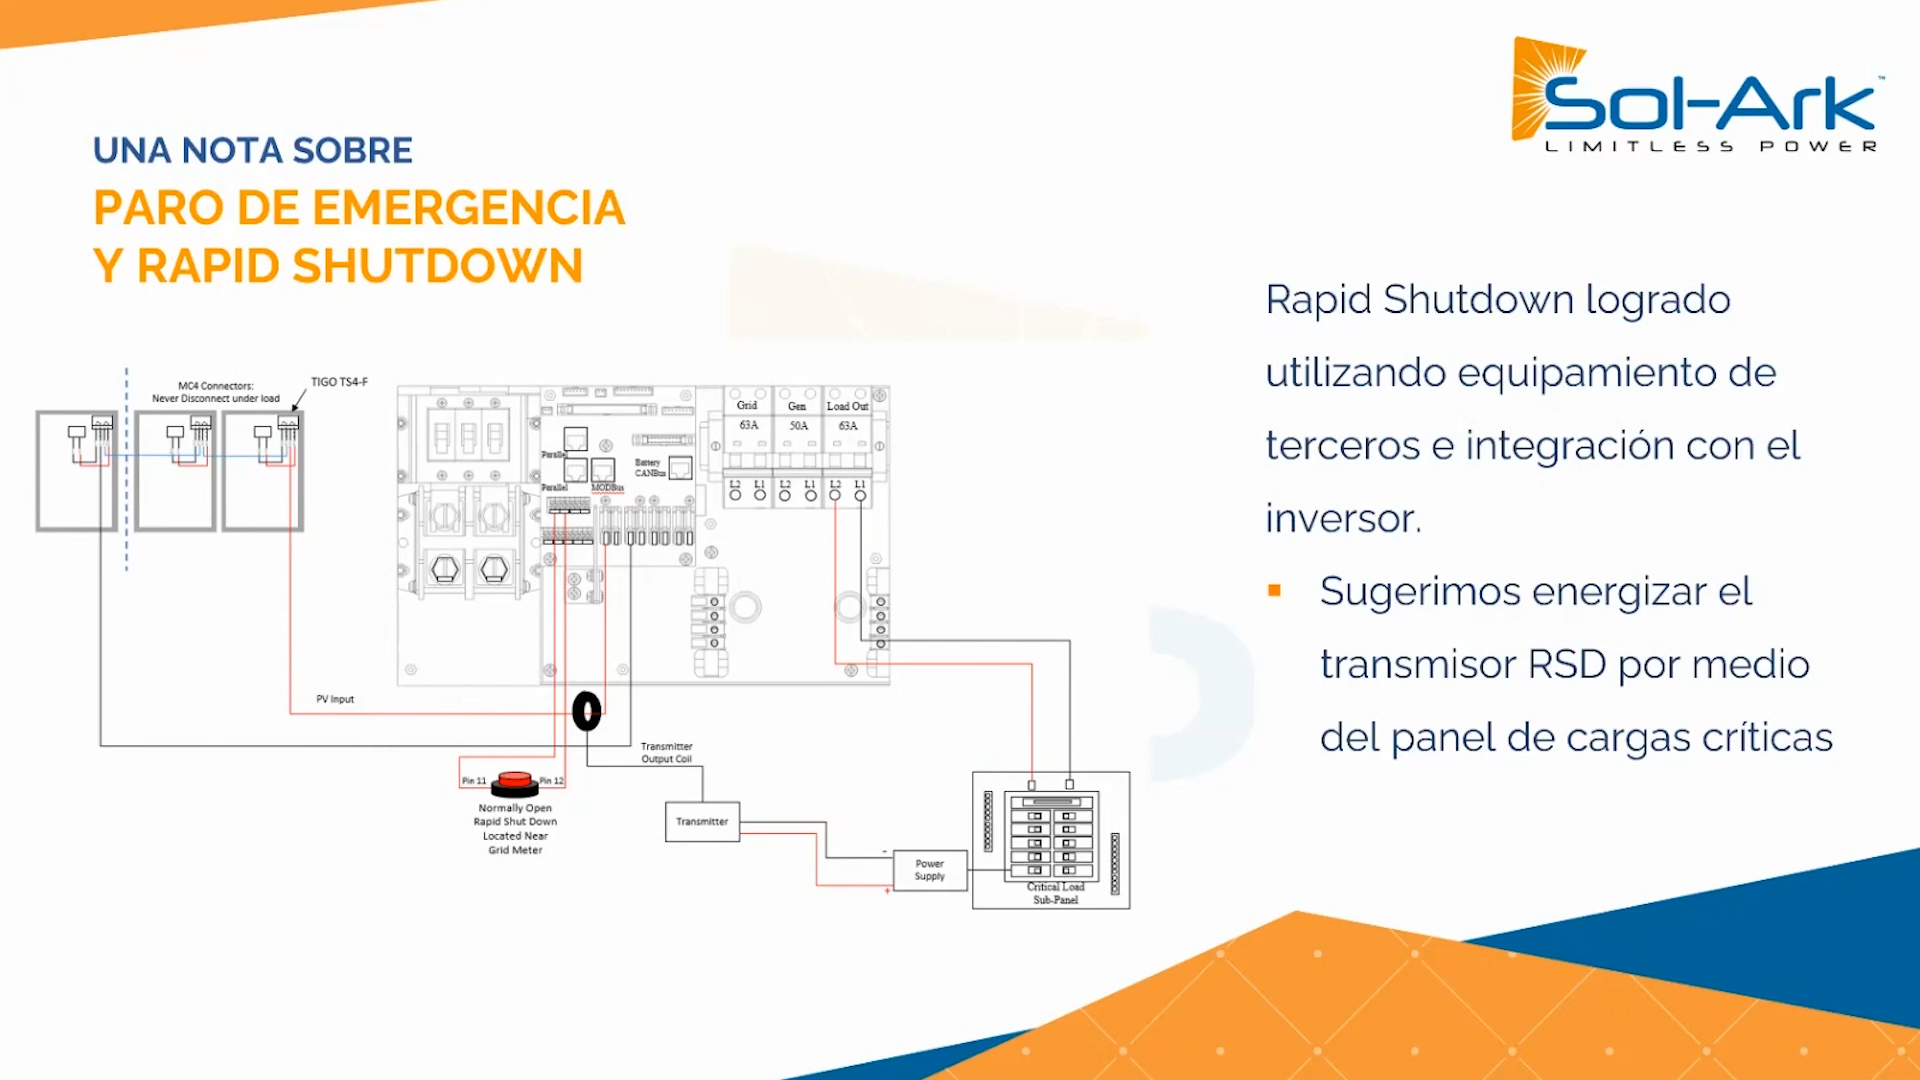 Sol-Ark™
LIMITLESS POWER
UNA NOTA SOBRE
PARO DE EMERGENCIA
Y RAPID SHUTDOWN
Rapid Shutdown logrado
utilizando equipamiento de
terceros e integración con el
inversor.
Sugerimos energizar el
transmisor RSD por medio
del panel de cargas críticas
MC4 Connectors:
Never Disconnect under load
TIGO TS4-F
Grid
Gen
Load Out
63A
50A
63A
Parallel
Battery
CANBus
Parallel
MODBus
L2
L1
L2
L1
L2
L1
PV Input
Transmitter
Output Coil
Pin 11
Pin 12
Normally Open
Rapid Shut Down
Located Near
Grid Meter
Transmitter
-
Power
Supply
+
Critical Load
Sub-Panel